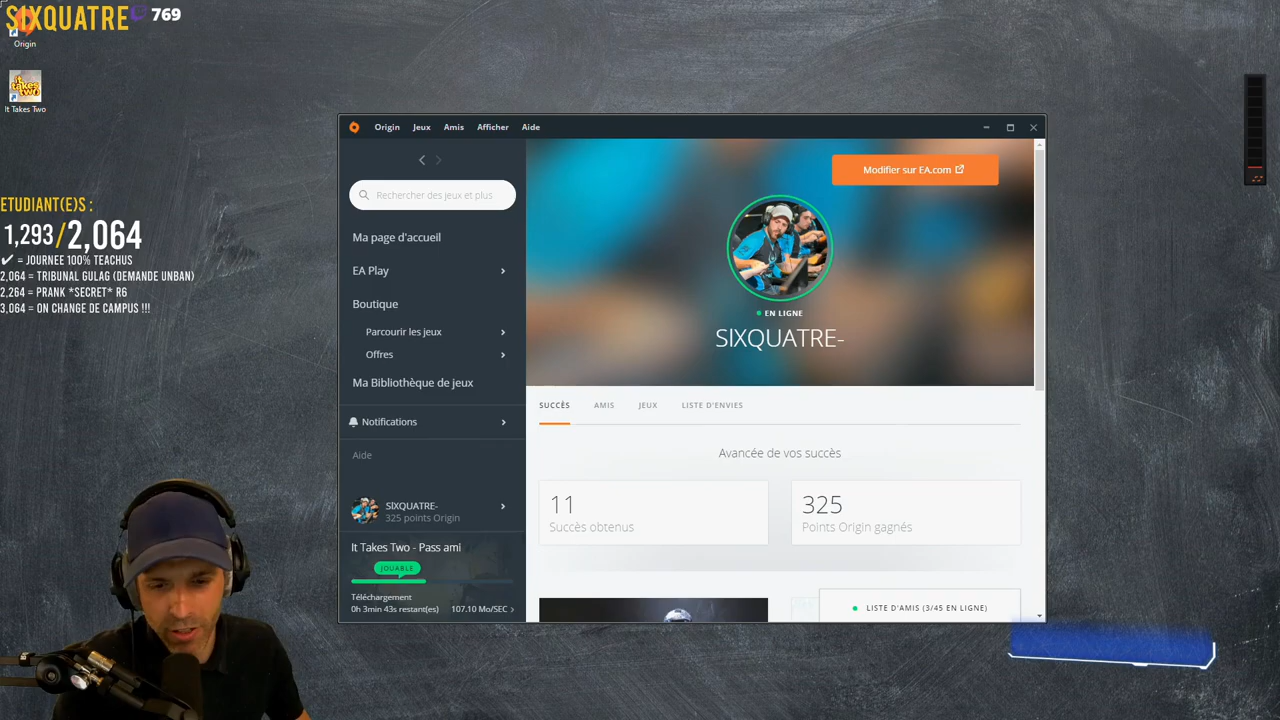 SIXQUATRE 769
Origin
It Takes Two
It Takes Two
ETUDIANT(E)S :
1,293/2,064
✔ = JOURNEE 100% TEACHUS
2,064 = TRIBUNAL GULAG (DEMANDE UNBAN)
2,264 = PRANK *SECRET* R6
3,064 = ON CHANGE DE CAMPUS !!!
Origin Jeux Amis Afficher Aide
Rechercher des jeux et plus
Ma page d'accueil
EA Play
Boutique
Parcourir les jeux
Offres
Ma Bibliothèque de jeux
Notifications
Aide
SIXQUATRE-
325 points Origin
It Takes Two - Pass ami
JOUABLE
Téléchargement
0h 3min 43s restant(es) 107.10 Mo/SEC
Modifier sur EA.com
EN LIGNE
SIXQUATRE-
SUCCÈS AMIS JEUX LISTE D'ENVIES
Avancée de vos succès
11
Succès obtenus
325
Points Origin gagnés
LISTE D'AMIS (3/45 EN LIGNE)